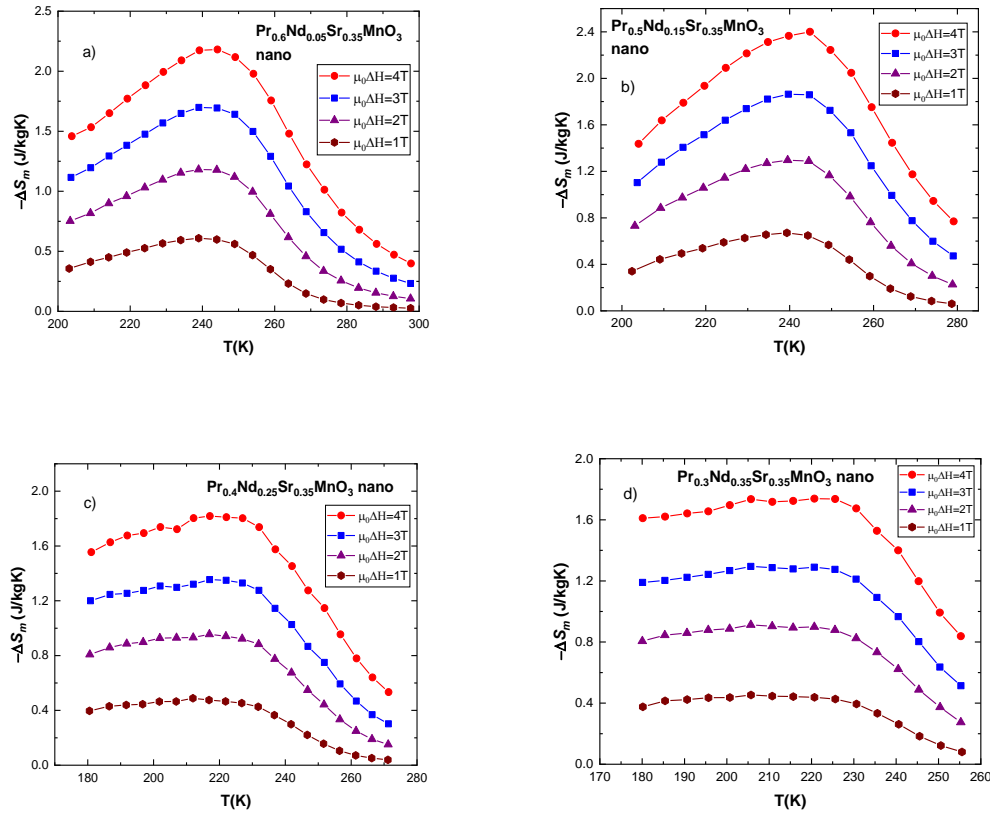 a)
Pr0.6Nd0.05Sr0.35MnO3
nano
μ0ΔH=4T
μ0ΔH=3T
μ0ΔH=2T
μ0ΔH=1T
2.5
2.0
1.5
1.0
0.5
0.0
−ΔSm (J/kgK)
200 220 240 260 280 300
T(K)
Pr0.5Nd0.15Sr0.35MnO3
nano
b)
μ0ΔH=4T
μ0ΔH=3T
μ0ΔH=2T
μ0ΔH=1T
2.4
2.0
1.6
1.2
0.8
0.4
0.0
−ΔSm (J/kgK)
200 220 240 260 280
T(K)
c)
Pr0.4Nd0.25Sr0.35MnO3 nano
μ0ΔH=4T
μ0ΔH=3T
μ0ΔH=2T
μ0ΔH=1T
2.0
1.6
1.2
0.8
0.4
0.0
−ΔSm (J/kgK)
180 200 220 240 260 280
T(K)
d)
Pr0.3Nd0.35Sr0.35MnO3 nano
μ0ΔH=4T
μ0ΔH=3T
μ0ΔH=2T
μ0ΔH=1T
2.0
1.6
1.2
0.8
0.4
0.0
−ΔSm (J/kgK)
170 180 190 200 210 220 230 240 250 260
T(K)